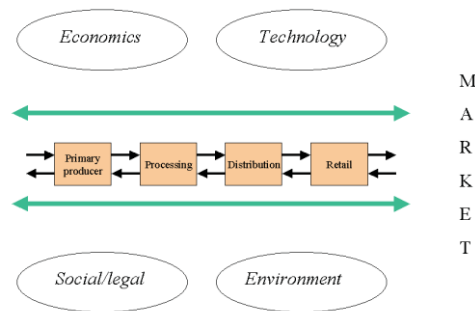 Economics
Technology
Primary
producer
Processing
Distribution
Retail
Social/legal
Environment
M
A
R
K
E
T